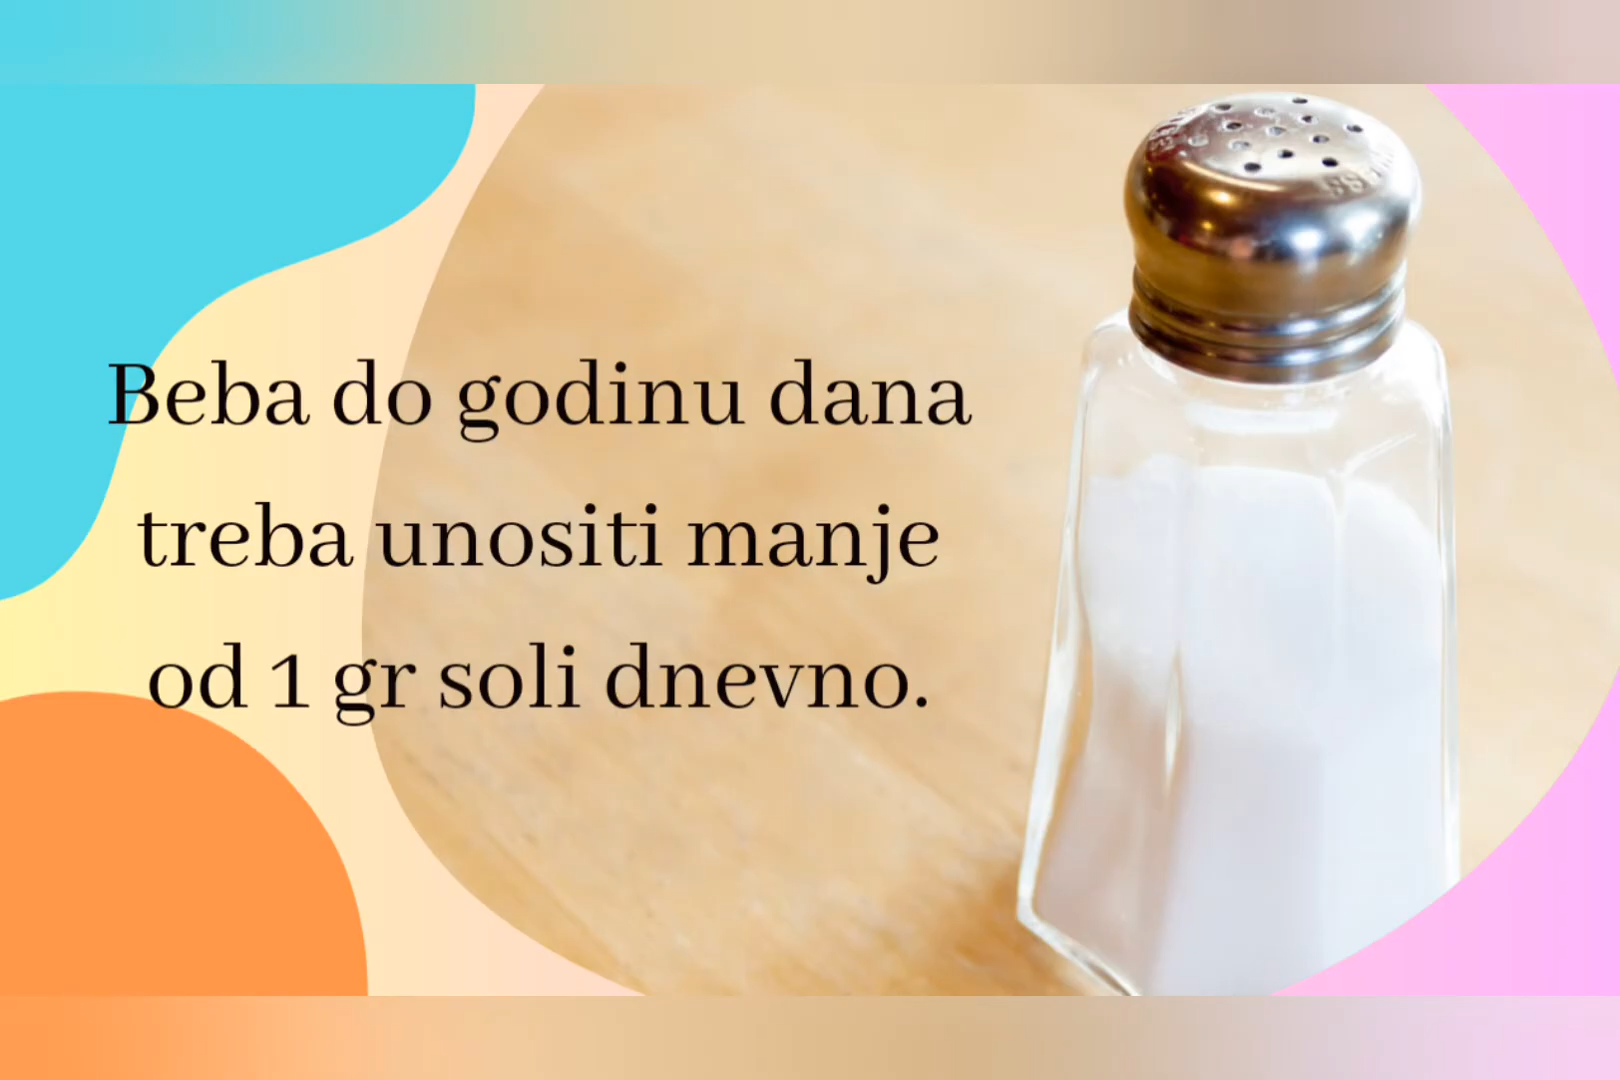 Beba do godinu dana
treba unositi manje
od 1 gr soli dnevno.